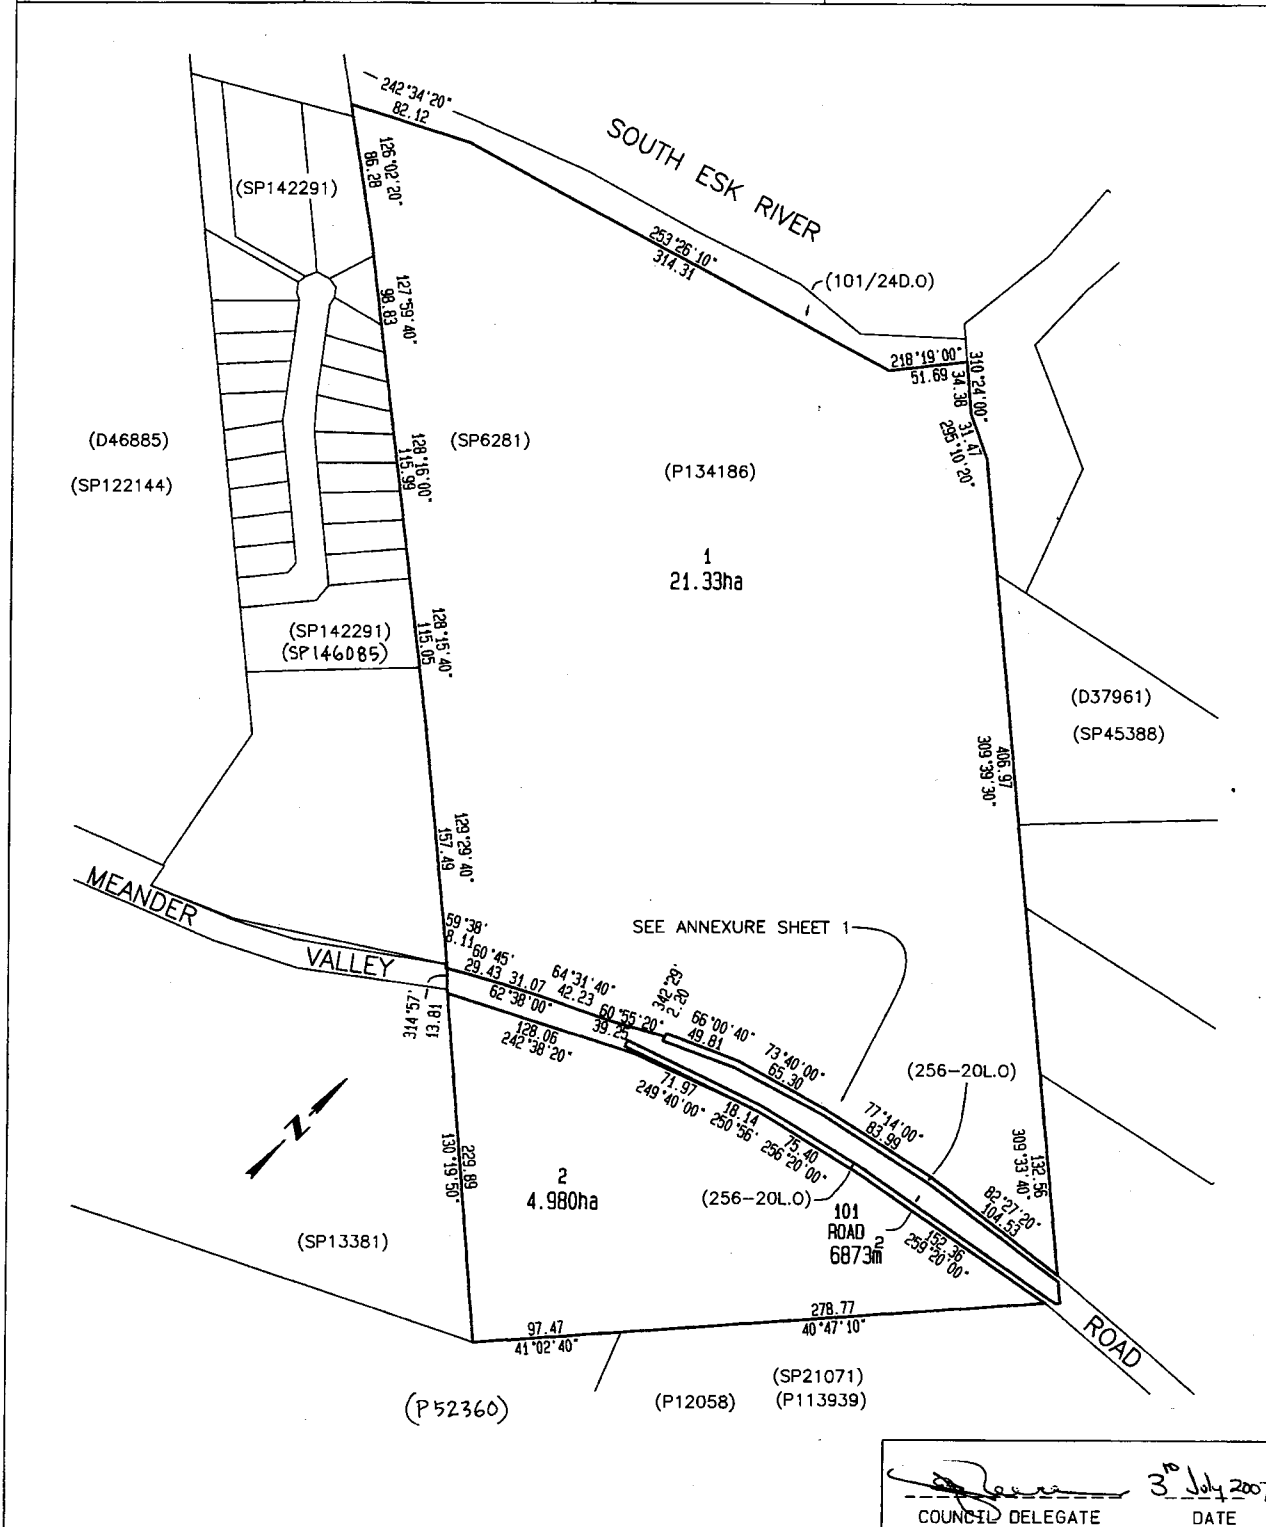 242°34'20"
82.12
SOUTH ESK RIVER
126°02'20"
86.28
(SP142291)
253°26'10"
314.31
(101/24D.O)
127°59'40"
98.83
218°19'00"
51.69
310°24'00"
34.38
31.47
295°10'20"
(D46885)
(SP122144)
128°16'00"
115.99
(SP6281)
(P134186)
1
21.33ha
(SP142291)
(SP146085)
128°15'40"
115.05
(D37961)
(SP45388)
406.97
309°39'30"
129°29'40"
157.49
MEANDER
VALLEY
59°38'
8.11
60°45'
29.43
31.07
62°38'00"
64°31'40"
42.23
60°55'20"
39.25
342°29'
2.20
SEE ANNEXURE SHEET 1
66°00'40"
49.81
73°40'00"
65.30
(256-20L.O)
77°14'00"
83.99
314°57'
13.81
128.06
242°38'20"
71.97
249°40'00"
18.14
250°56'
75.40
256°20'00"
Z
130°19'50"
229.89
2
4.980ha
(256-20L.O)
101
ROAD
6873m²
152.36
259°20'00"
82°27'20"
104.53
132.56
309°33'40"
(SP13381)
97.47
41°02'40"
278.77
40°47'10"
ROAD
(P52360)
(P12058)
(SP21071)
(P113939)
3rd July 2007
COUNCIL DELEGATE
DATE